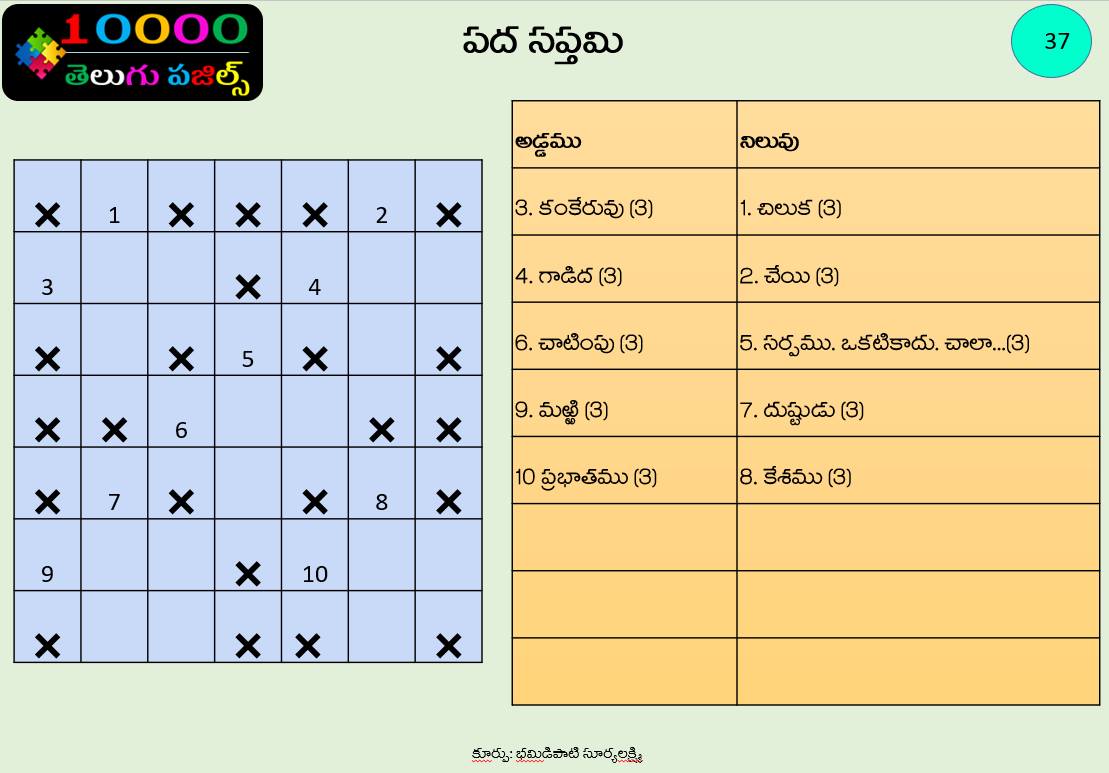 10000
తెలుగు పజిల్స్
పద సప్తమి
37
1 2
3 4
5
6
7 8
9 10
అడ్డము నిలువు
3. కంకేరువు (3) 1. చిలుక (3)
4. గాడిద (3) 2. చేయి (3)
6. చాటింపు (3) 5. సర్పము. ఒకటికాదు. చాలా...(3)
9. మఱ్ఱి (3) 7. దుష్టుడు (3)
10 ప్రభాతము (3) 8. కేశము (3)
కూర్పు: భమిడిపాటి సూర్యలక్ష్మి